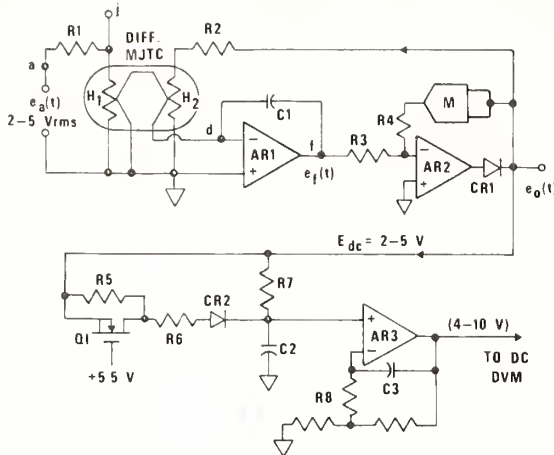 j
R1
DIFF.
MJTC
R2
a
e_a(t)
2-5 Vrms
H1
H2
d
C1
-
+
AR1
f
e_f(t)
R3
R4
M
-
+
AR2
CR1
e_o(t)
E_dc = 2-5 V
R5
Q1
+5.5 V
R6
CR2
R7
C2
+
-
AR3
(4-10 V)
TO DC
DVM
C3
R8